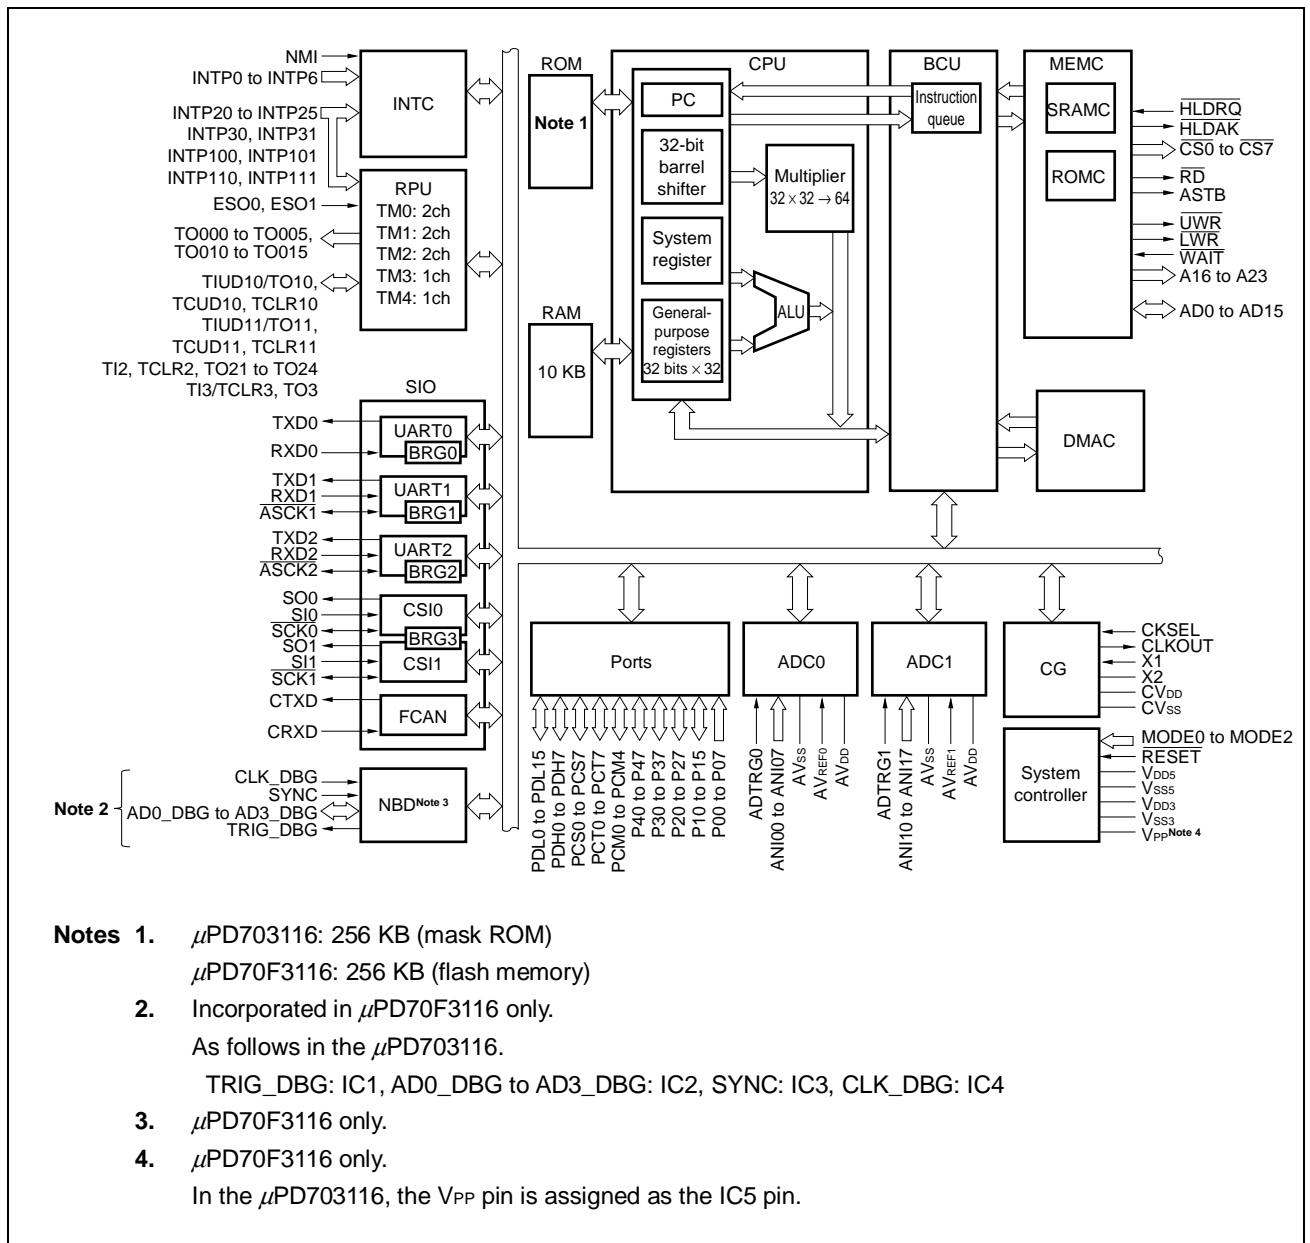 NMI
INTP0 to INTP6
INTP20 to INTP25
INTP30, INTP31
INTP100, INTP101
INTP110, INTP111
ESO0, ESO1
TO000 to TO005,
TO010 to TO015
TIUD10/TO10,
TCUD10, TCLR10
TIUD11/TO11,
TCUD11, TCLR11
TI2, TCLR2, TO21 to TO24
TI3/TCLR3, TO3
INTC
RPU
TM0: 2ch
TM1: 2ch
TM2: 2ch
TM3: 1ch
TM4: 1ch
SIO
TXD0
RXD0
UART0
BRG0
TXD1
RXD1
ASCK1
UART1
BRG1
TXD2
RXD2
ASCK2
UART2
BRG2
SO0
SI0
SCK0
CSI0
BRG3
SO1
SI1
SCK1
CSI1
CTXD
CRXD
FCAN
Note 2
CLK_DBG
SYNC
AD0_DBG to AD3_DBG
TRIG_DBG
NBD Note 3
ROM
Note 1
RAM
10 KB
CPU
PC
32-bit
barrel
shifter
System
register
General-
purpose
registers
32 bits × 32
Multiplier
32 × 32 → 64
ALU
BCU
Instruction
queue
MEMC
SRAMC
ROMC
HLDRQ
HLDAK
CS0 to CS7
RD
ASTB
UWR
LWR
WAIT
A16 to A23
AD0 to AD15
DMAC
Ports
PDL0 to PDL15
PDH0 to PDH7
PCS0 to PCS7
PCT0 to PCT7
PCM0 to PCM4
P40 to P47
P30 to P37
P20 to P27
P10 to P15
P00 to P07
ADC0
ADTRG0
ANI00 to ANI07
AVSS
AVREF0
AVDD
ADC1
ADTRG1
ANI10 to ANI17
AVSS
AVREF1
AVDD
CG
CKSEL
CLKOUT
X1
X2
CVDD
CVSS
System
controller
MODE0 to MODE2
RESET
VDD5
VSS5
VDD3
VSS3
VPP Note 4
Notes 1. μPD703116: 256 KB (mask ROM)
μPD70F3116: 256 KB (flash memory)
2. Incorporated in μPD70F3116 only.
As follows in the μPD703116.
TRIG_DBG: IC1, AD0_DBG to AD3_DBG: IC2, SYNC: IC3, CLK_DBG: IC4
3. μPD70F3116 only.
4. μPD70F3116 only.
In the μPD703116, the VPP pin is assigned as the IC5 pin.